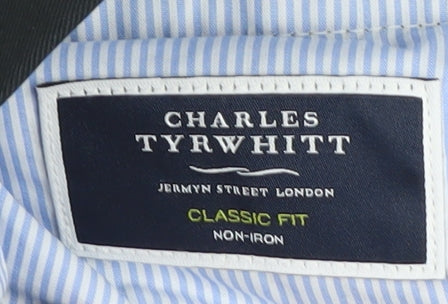 CHARLES
TYRWHITT
JERMYN STREET LONDON
CLASSIC FIT
NON-IRON